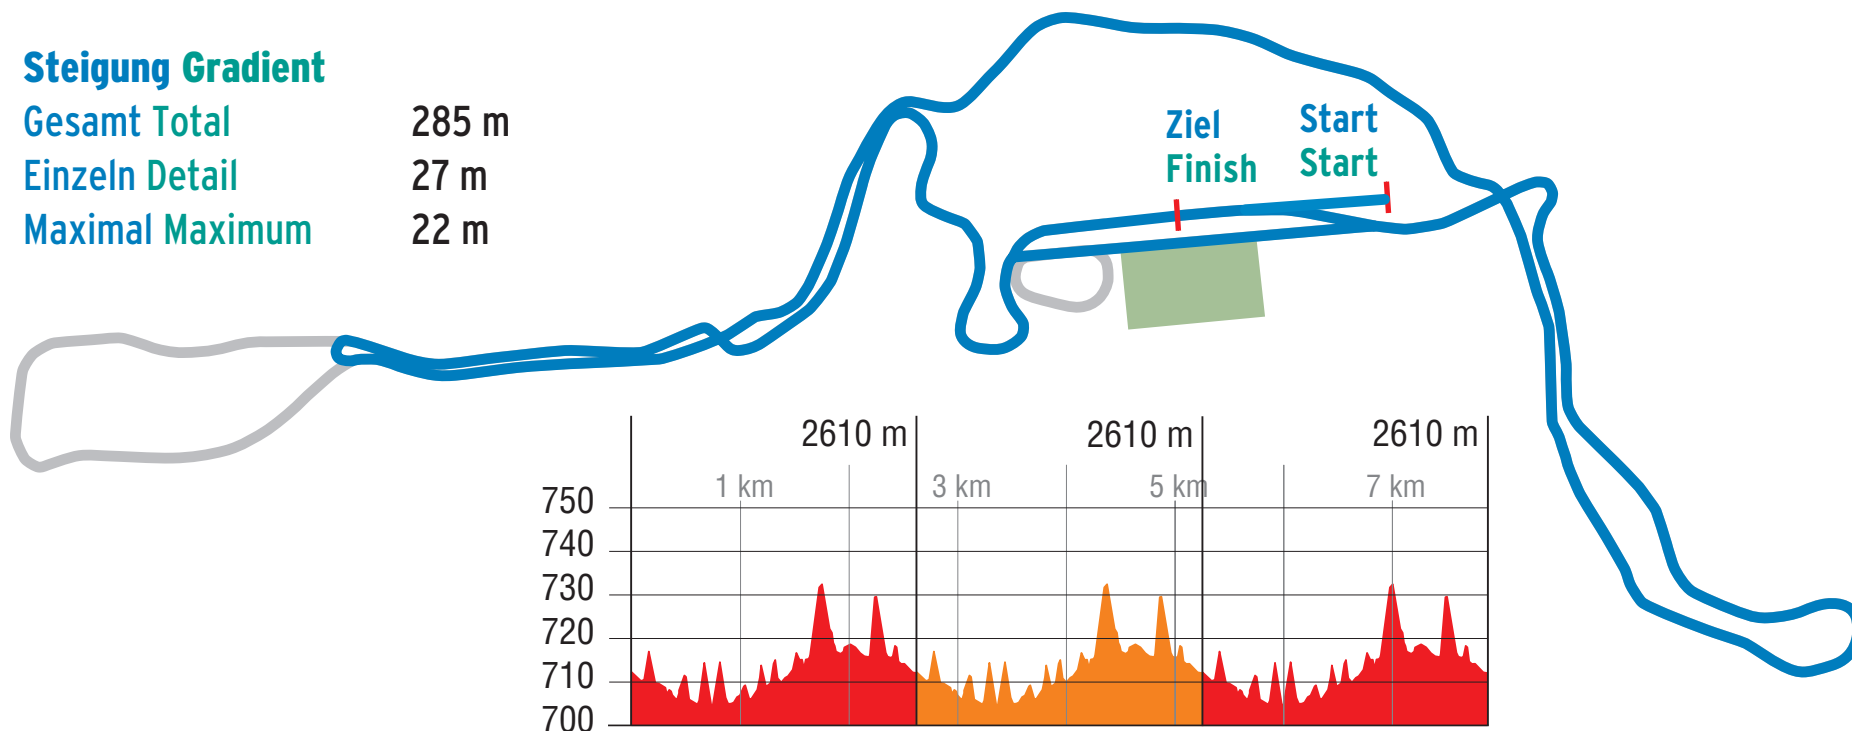 Steigung Gradient
Gesamt Total 285 m
Einzeln Detail 27 m
Maximal Maximum 22 m
Ziel
Finish
Start
Start
2610 m 2610 m 2610 m
1 km 3 km 5 km 7 km
750
740
730
720
710
700